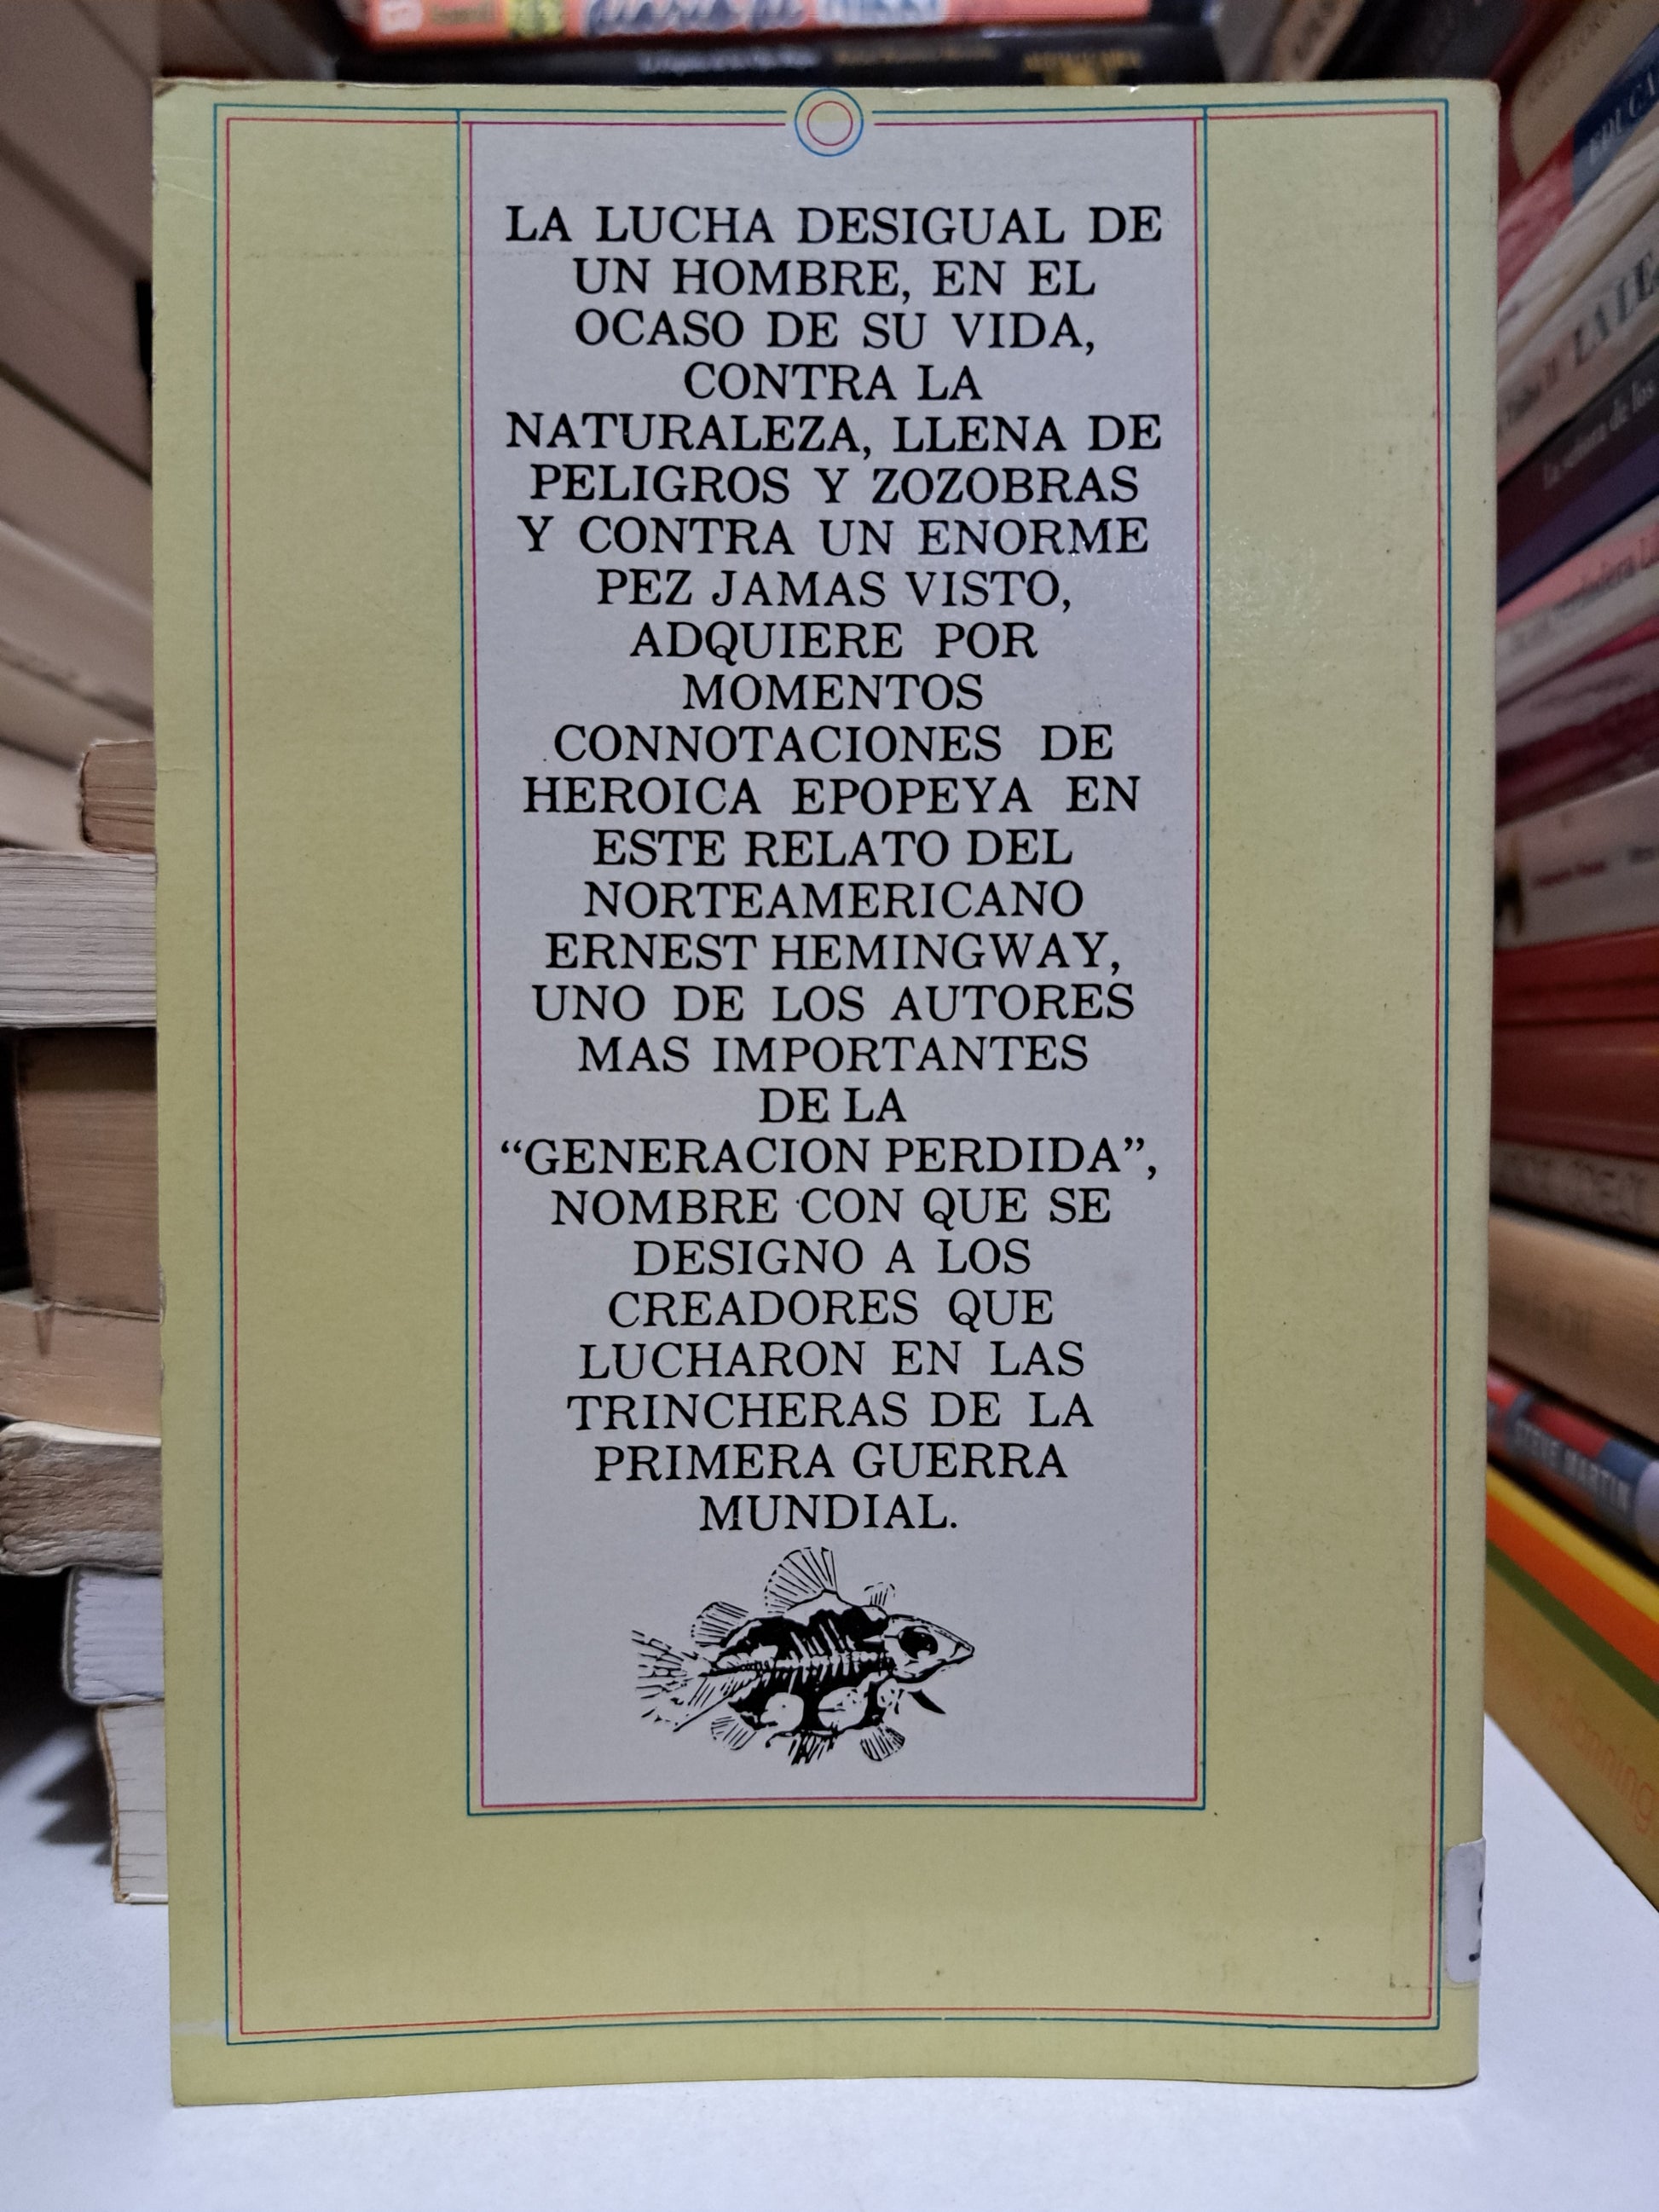 LA LUCHA DESIGUAL DE
UN HOMBRE, EN EL
OCASO DE SU VIDA,
CONTRA LA
NATURALEZA, LLENA DE
PELIGROS Y ZOZOBRAS
Y CONTRA UN ENORME
PEZ JAMAS VISTO,
ADQUIERE POR
MOMENTOS
CONNOTACIONES DE
HEROICA EPOPEYA EN
ESTE RELATO DEL
NORTEAMERICANO
ERNEST HEMINGWAY,
UNO DE LOS AUTORES
MAS IMPORTANTES
DE LA
“GENERACION PERDIDA”,
NOMBRE CON QUE SE
DESIGNO A LOS
CREADORES QUE
LUCHARON EN LAS
TRINCHERAS DE LA
PRIMERA GUERRA
MUNDIAL.
STEVE MARTIN